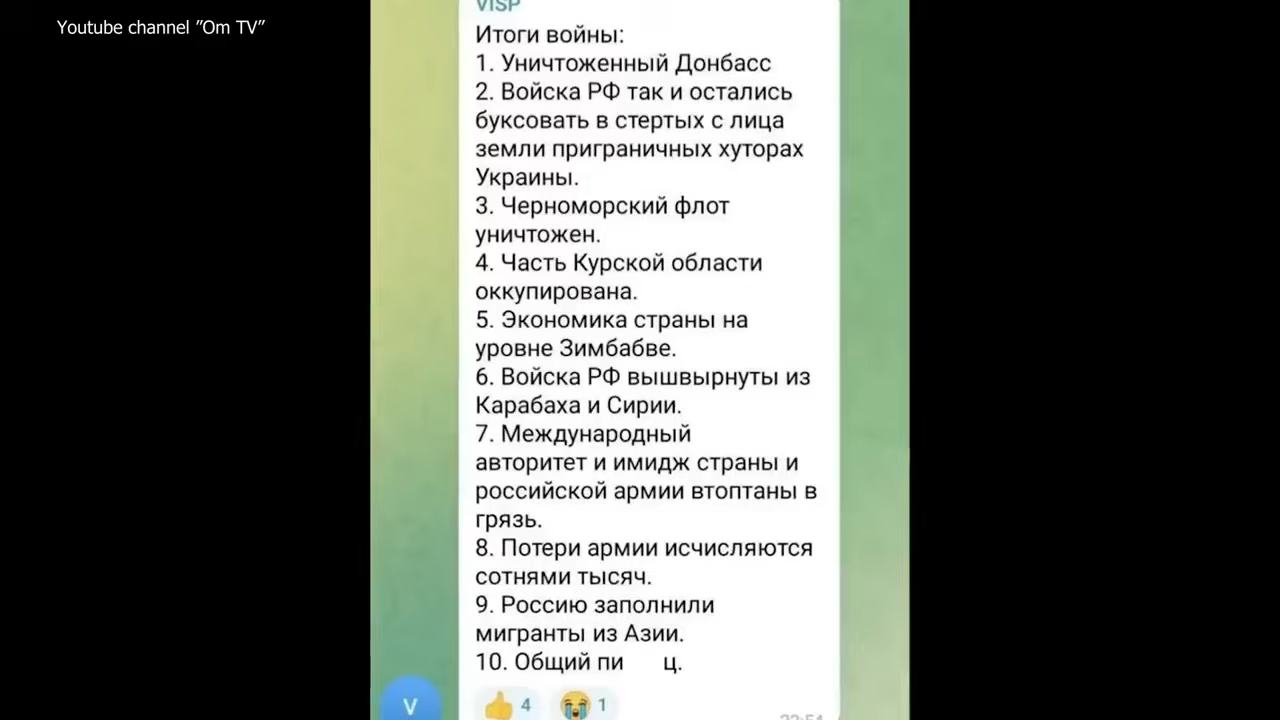 Youtube channel ”Om TV”
VISP
Итоги войны:
1. Уничтоженный Донбасс
2. Войска РФ так и остались
буксовать в стертых с лица
земли приграничных хуторах
Украины.
3. Черноморский флот
уничтожен.
4. Часть Курской области
оккупирована.
5. Экономика страны на
уровне Зимбабве.
6. Войска РФ вышвырнуты из
Карабаха и Сирии.
7. Международный
авторитет и имидж страны и
российской армии втоптаны в
грязь.
8. Потери армии исчисляются
сотнями тысяч.
9. Россию заполнили
мигранты из Азии.
10. Общий пи ц.
4 1
V